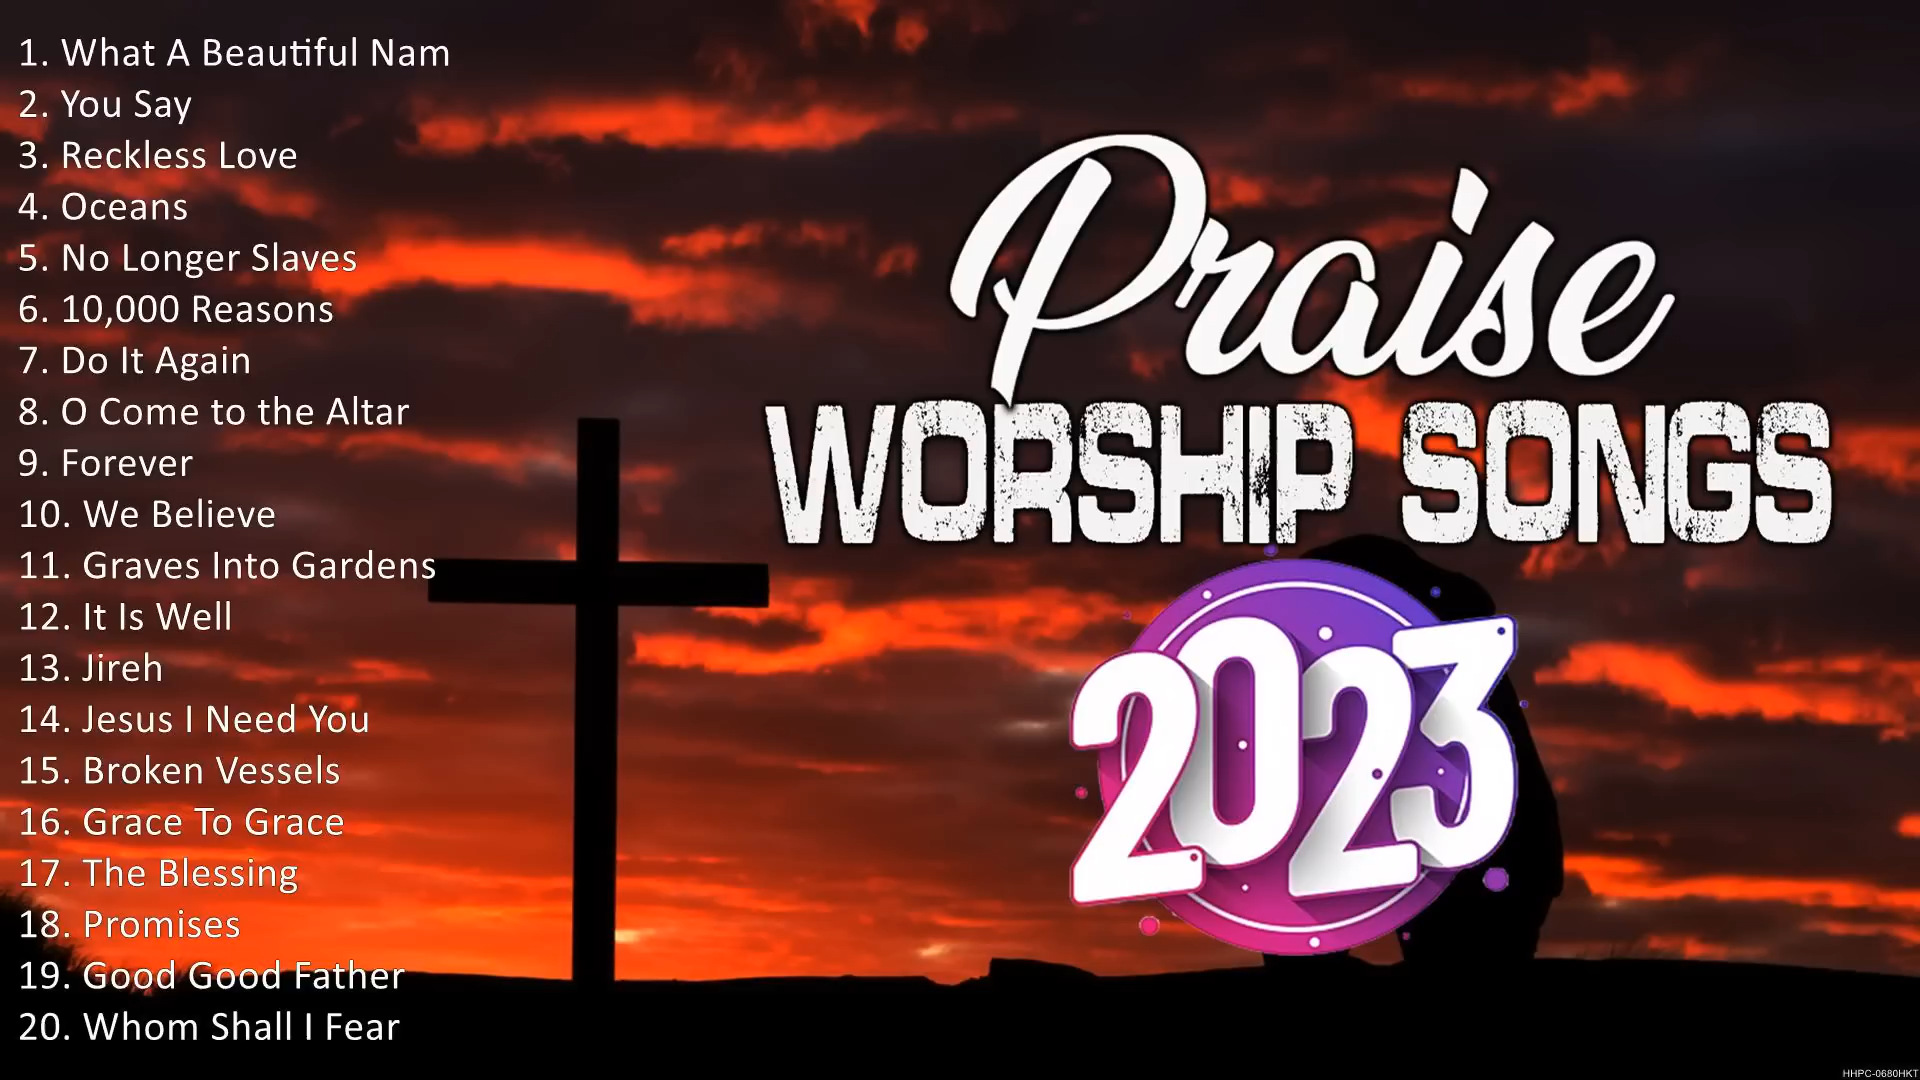 1. What A Beautiful Nam
2. You Say
3. Reckless Love
4. Oceans
5. No Longer Slaves
6. 10,000 Reasons
7. Do It Again
8. O Come to the Altar
9. Forever
10. We Believe
11. Graves Into Gardens
12. It Is Well
13. Jireh
14. Jesus I Need You
15. Broken Vessels
16. Grace To Grace
17. The Blessing
18. Promises
19. Good Good Father
20. Whom Shall I Fear
Praise
WORSHIP SONGS
2023
HHPC-0680HKT